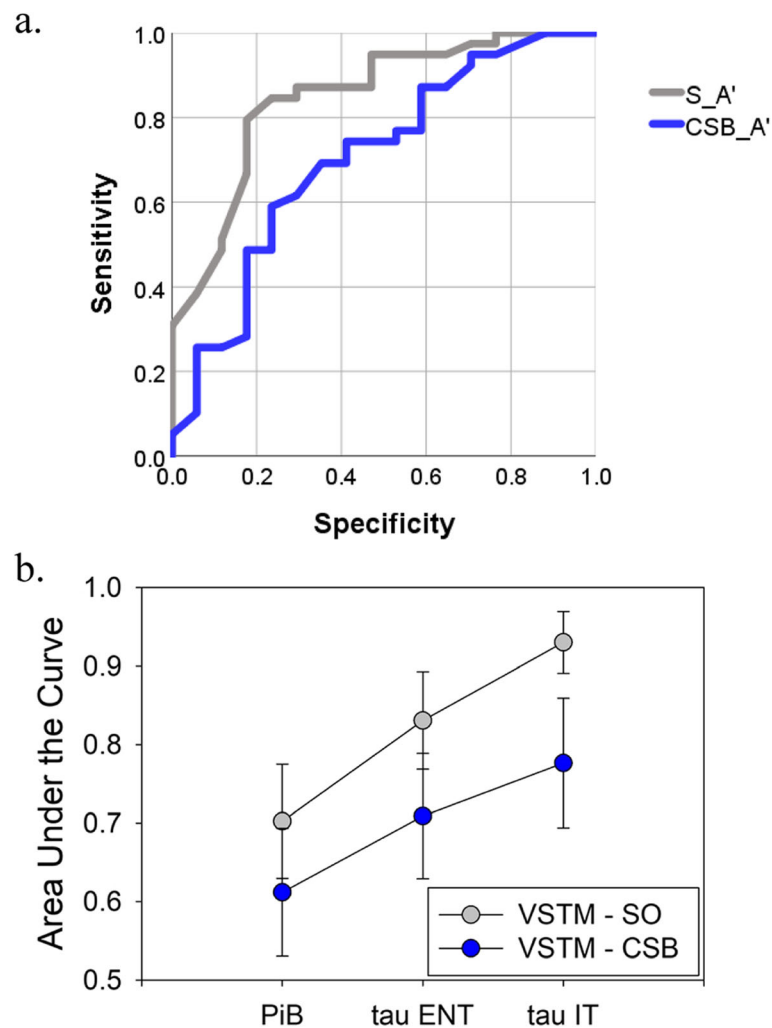 a.
1.0
0.8
0.6
0.4
0.2
0.0
Sensitivity
0.0 0.2 0.4 0.6 0.8 1.0
Specificity
S_A'
CSB_A'
b.
1.0
0.9
0.8
0.7
0.6
0.5
Area Under the Curve
VSTM - SO
VSTM - CSB
PiB tau ENT tau IT